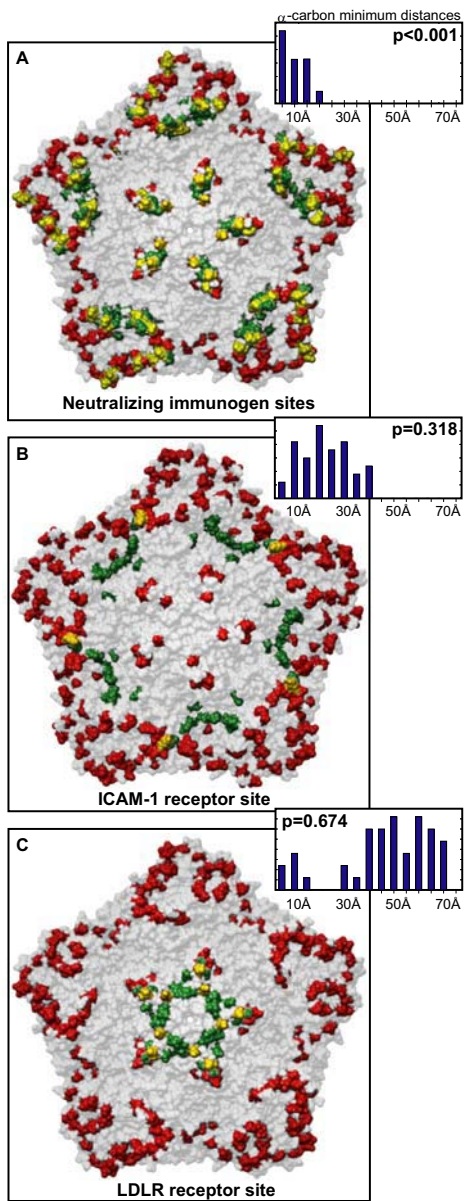 α-carbon minimum distances
A
p<0.001
10Å 30Å 50Å 70Å
Neutralizing immunogen sites
B
p=0.318
10Å 30Å 50Å 70Å
ICAM-1 receptor site
C
p=0.674
10Å 30Å 50Å 70Å
LDLR receptor site